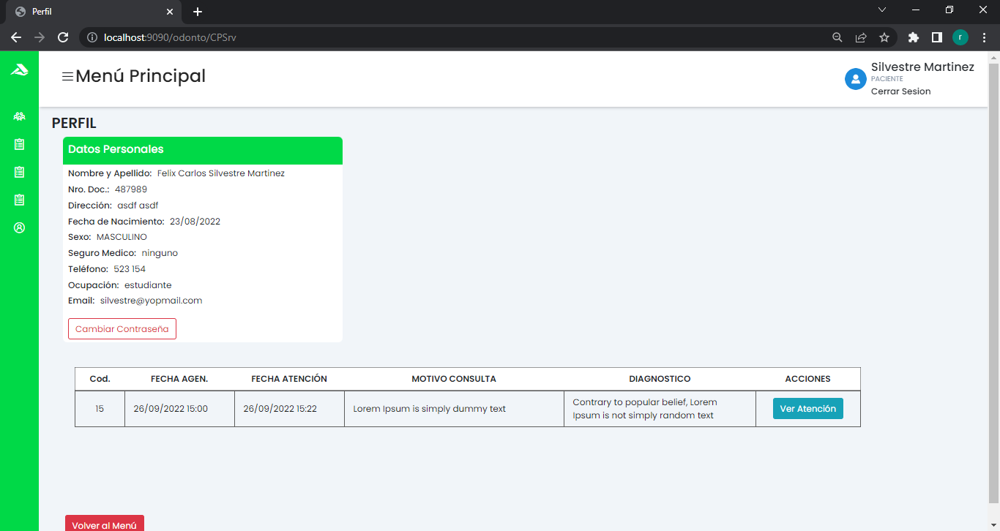 Perfil
localhost:9090/odonto/CPSrv
r
Menú Principal
Silvestre Martinez
PACIENTE
Cerrar Sesion
PERFIL
Datos Personales
Nombre y Apellido: Felix Carlos Silvestre Martinez
Nro. Doc.: 487989
Dirección: asdf asdf
Fecha de Nacimiento: 23/08/2022
Sexo: MASCULINO
Seguro Medico: ninguno
Teléfono: 523 154
Ocupación: estudiante
Email: silvestre@yopmail.com
Cambiar Contraseña
Cod. FECHA AGEN. FECHA ATENCIÓN MOTIVO CONSULTA DIAGNOSTICO ACCIONES
15 26/09/2022 15:00 26/09/2022 15:22 Lorem Ipsum is simply dummy text Contrary to popular belief, Lorem
Ipsum is not simply random text
Ver Atención
Volver al Menú